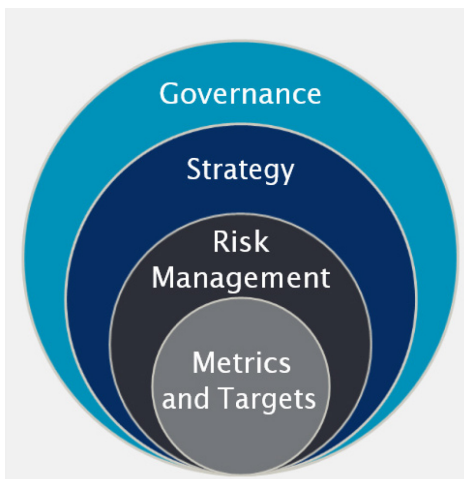 Governance
Strategy
Risk
Management
Metrics
and Targets